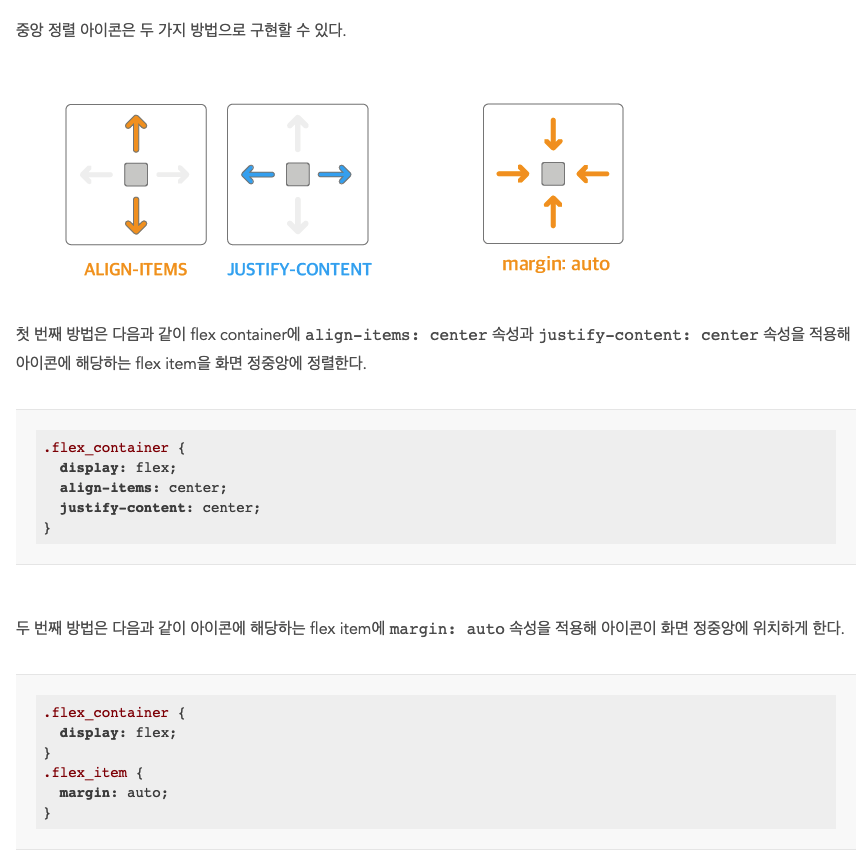 중앙 정렬 아이콘은 두 가지 방법으로 구현할 수 있다.
ALIGN-ITEMS
JUSTIFY-CONTENT
margin: auto
첫 번째 방법은 다음과 같이 flex container에 align-items: center 속성과 justify-content: center 속성을 적용해
아이콘에 해당하는 flex item을 화면 정중앙에 정렬한다.
.flex_container {
  display: flex;
  align-items: center;
  justify-content: center;
}
두 번째 방법은 다음과 같이 아이콘에 해당하는 flex item에 margin: auto 속성을 적용해 아이콘이 화면 정중앙에 위치하게 한다.
.flex_container {
  display: flex;
}
.flex_item {
  margin: auto;
}